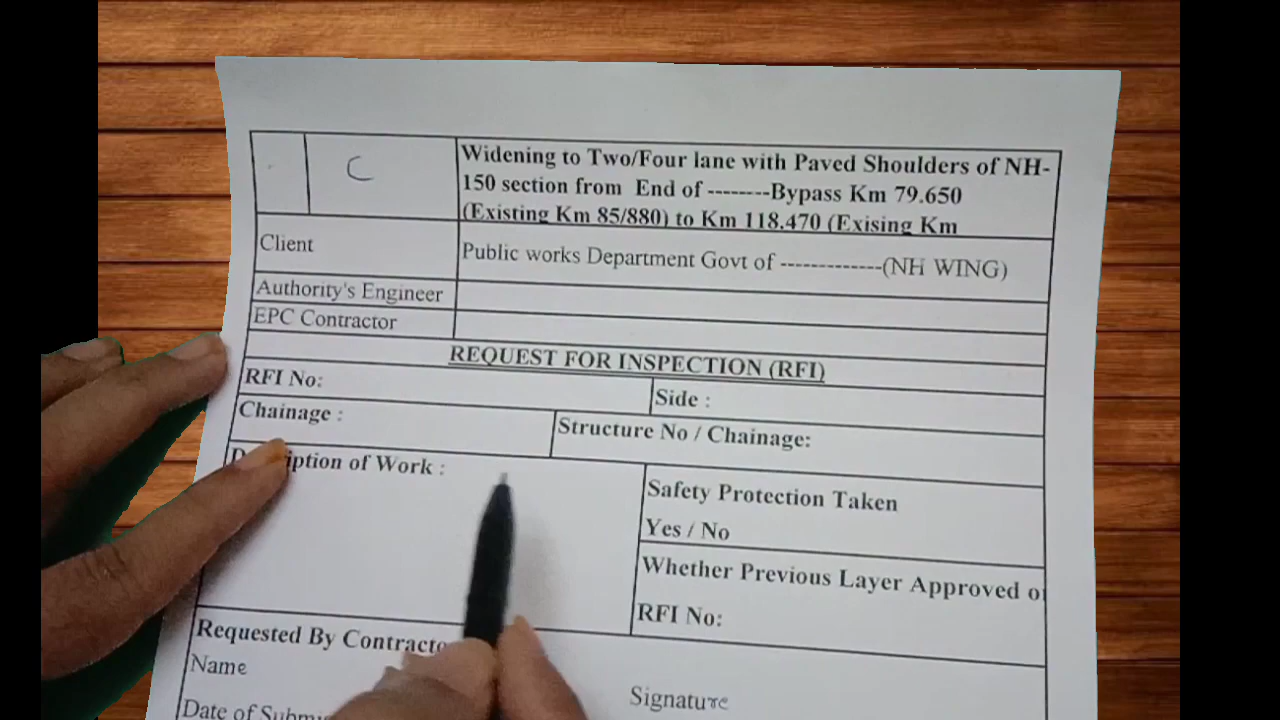 C
Widening to Two/Four lane with Paved Shoulders of NH-
150 section from End of --------Bypass Km 79.650
(Existing Km 85/880) to Km 118.470 (Exising Km
Client
Public works Department Govt of -------------(NH WING)
Authority's Engineer
EPC Contractor
REQUEST FOR INSPECTION (RFI)
RFI No:
Side :
Chainage :
Structure No / Chainage:
of Work :
Safety Protection Taken
Yes / No
Whether Previous Layer Approved
RFI No:
Requested By
Name
Signature
Date of